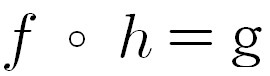 f ∘ h = g